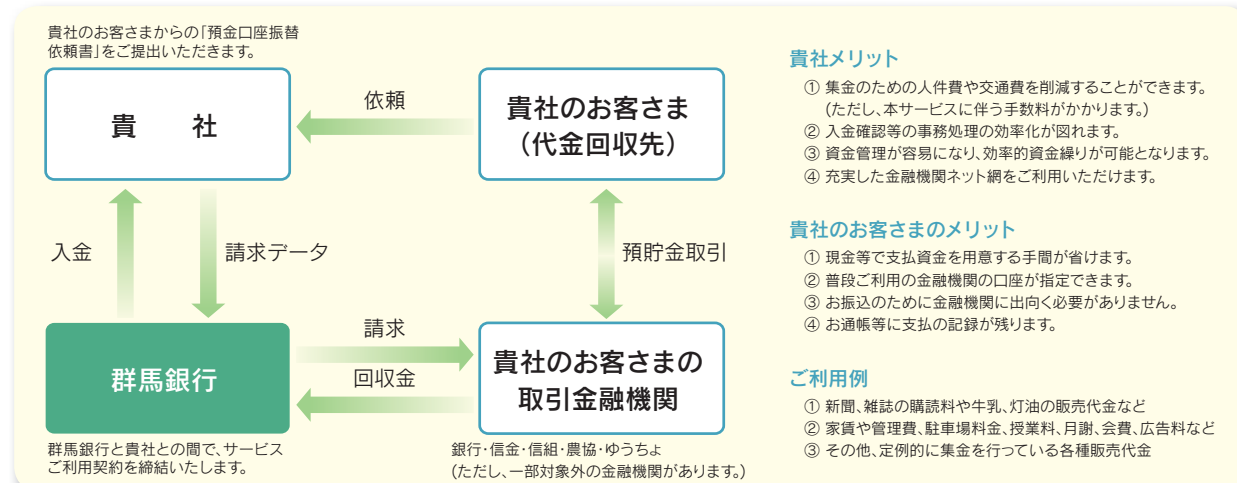 貴社のお客さまからの「預金口座振替
依頼書」をご提出いただきます。
貴　社
依頼
貴社のお客さま
（代金回収先）
入金
請求データ
預貯金取引
群馬銀行
請求
回収金
貴社のお客さまの
取引金融機関
群馬銀行と貴社との間で、サービス
ご利用契約を締結いたします。
銀行・信金・信組・農協・ゆうちょ
(ただし、一部対象外の金融機関があります。)
貴社メリット
① 集金のための人件費や交通費を削減することができます。
(ただし、本サービスに伴う手数料がかかります。)
② 入金確認等の事務処理の効率化が図れます。
③ 資金管理が容易になり、効率的資金繰りが可能となります。
④ 充実した金融機関ネット網をご利用いただけます。
貴社のお客さまのメリット
① 現金等で支払資金を用意する手間が省けます。
② 普段ご利用の金融機関の口座が指定できます。
③ お振込のために金融機関に出向く必要がありません。
④ お通帳等に支払の記録が残ります。
ご利用例
① 新聞、雑誌の購読料や牛乳、灯油の販売代金など
② 家賃や管理費、駐車場料金、授業料、月謝、会費、広告料など
③ その他、定例的に集金を行っている各種販売代金